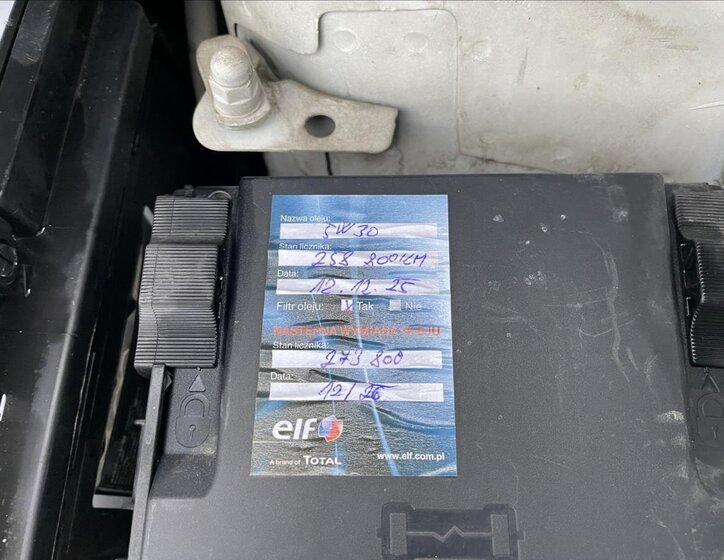 Nazwa oleju:
5W30
Stan licznika:
258 800KM
Data:
12.12.25
Filtr oleju: Tak Nie
NASTĘPNA WYMIANA OLEJU
Stan licznika:
273 800
Data:
12/26
elf
A brand of TOTAL
www.elf.com.pl